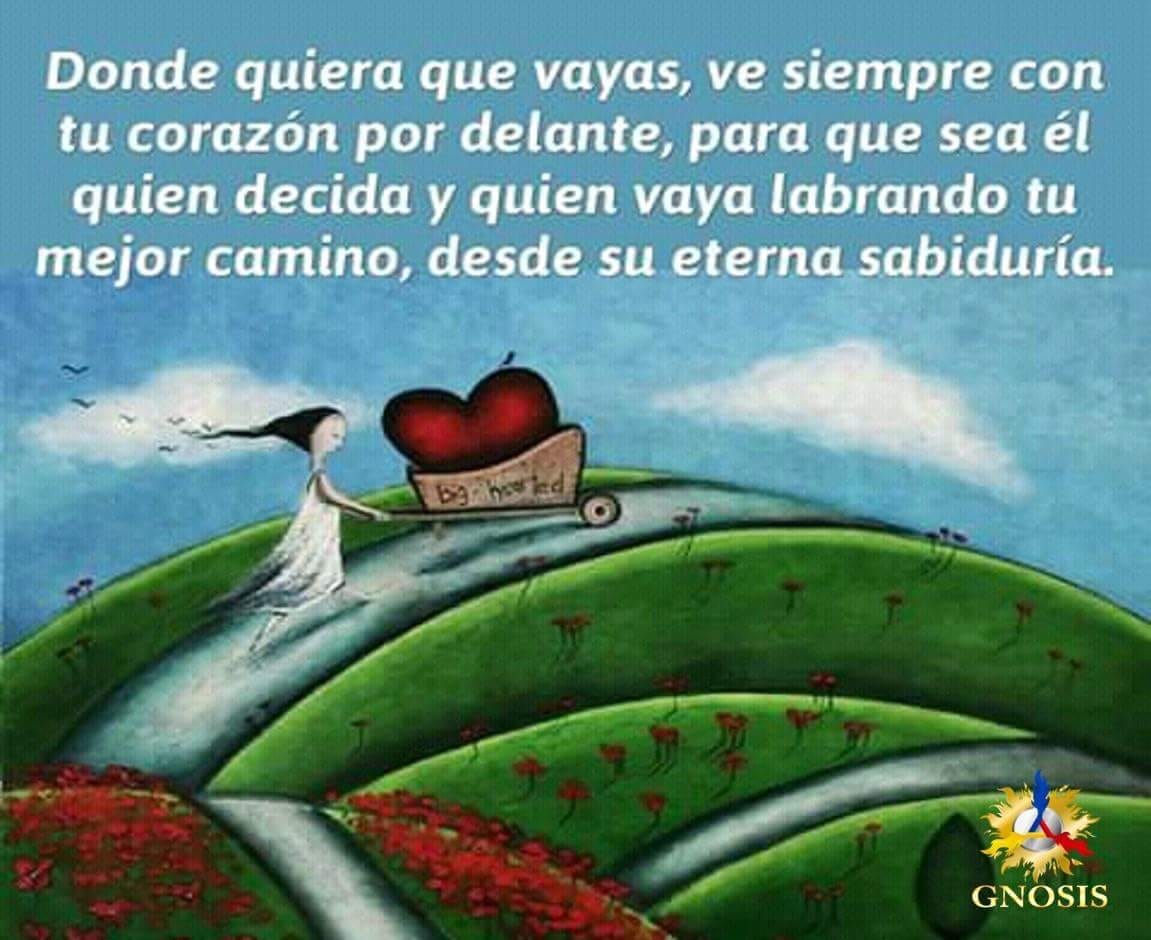 Donde quiera que vayas, ve siempre con
tu corazón por delante, para que sea él
quien decida y quien vaya labrando tu
mejor camino, desde su eterna sabiduría.
big-hearted
GNOSIS